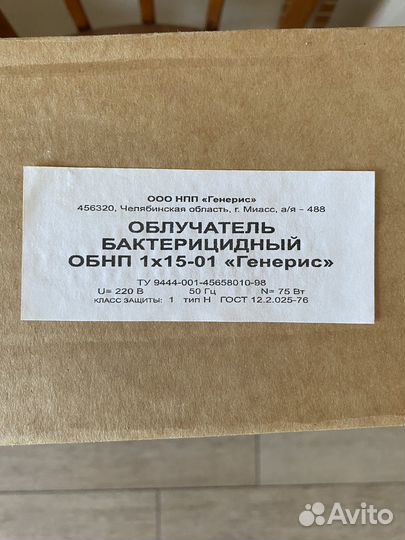 ООО НПП «Генерис»
456320, Челябинская область, г. Миасс, а/я – 488
ОБЛУЧАТЕЛЬ
БАКТЕРИЦИДНЫЙ
ОБНП 1х15-01 «Генерис»
ТУ 9444-001-45658010-98
U= 220 В 50 Гц N= 75 Вт
КЛАСС ЗАЩИТЫ: 1 тип Н ГОСТ 12.2.025-76
Avito